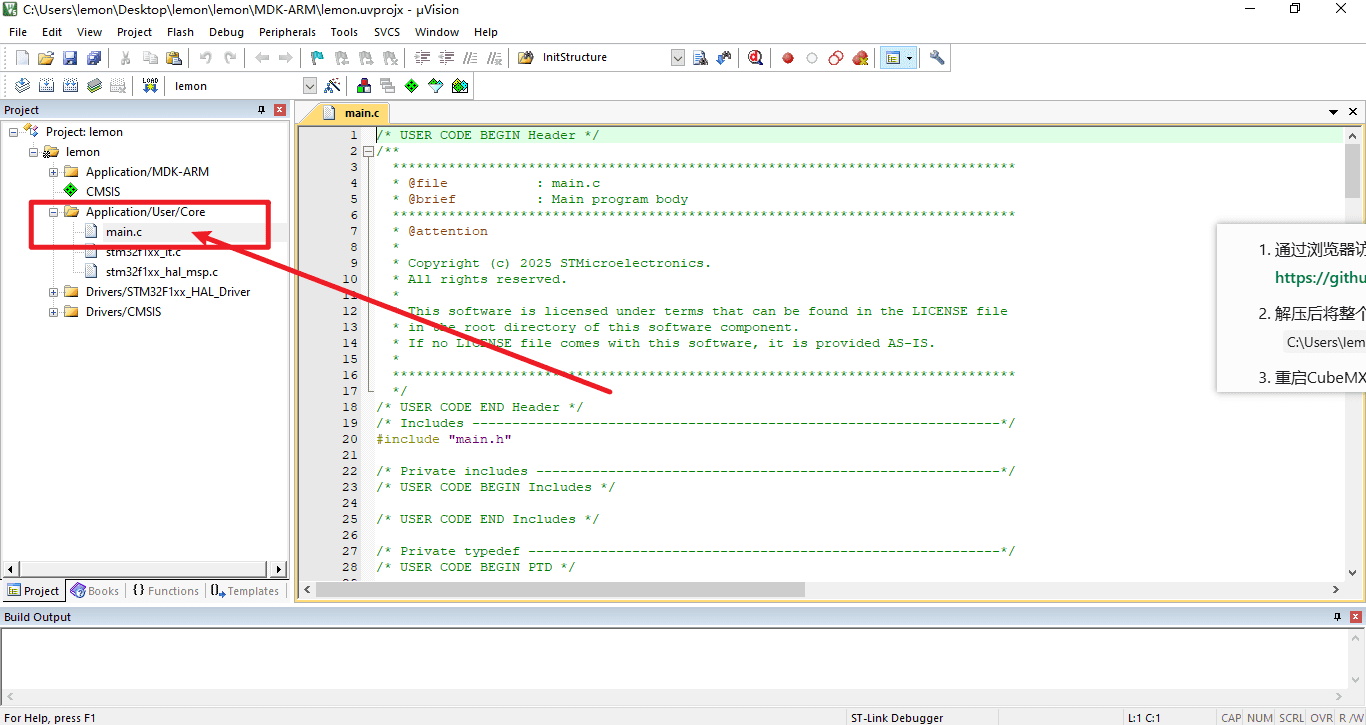 C:\Users\lemon\Desktop\lemon\lemon\MDK-ARM\lemon.uvprojx - µVision
File Edit View Project Flash Debug Peripherals Tools SVCS Window Help
InitStructure
LOAD
lemon
Project
Project: lemon
lemon
Application/MDK-ARM
CMSIS
Application/User/Core
main.c
stm32f1xx_it.c
stm32f1xx_hal_msp.c
Drivers/STM32F1xx_HAL_Driver
Drivers/CMSIS
Project Books {} Functions Templates
main.c
1 /* USER CODE BEGIN Header */
2 /**
3 ******************************************************************************
4 * @file : main.c
5 * @brief : Main program body
6 ******************************************************************************
7 * @attention
8 *
9 * Copyright (c) 2025 STMicroelectronics.
10 * All rights reserved.
11 *
12 * This software is licensed under terms that can be found in the LICENSE file
13 * in the root directory of this software component.
14 * If no LICENSE file comes with this software, it is provided AS-IS.
15 *
16 ******************************************************************************
17 */
18 /* USER CODE END Header */
19 /* Includes ------------------------------------------------------------------*/
20 #include "main.h"
21
22 /* Private includes ----------------------------------------------------------*/
23 /* USER CODE BEGIN Includes */
24
25 /* USER CODE END Includes */
26
27 /* Private typedef -----------------------------------------------------------*/
28 /* USER CODE BEGIN PTD */
1. 通过浏览器访
https://githu
2. 解压后将整个
C:\Users\lem
3. 重启CubeMX
Build Output
For Help, press F1
ST-Link Debugger
L:1 C:1
CAP NUM SCRL OVR R /W